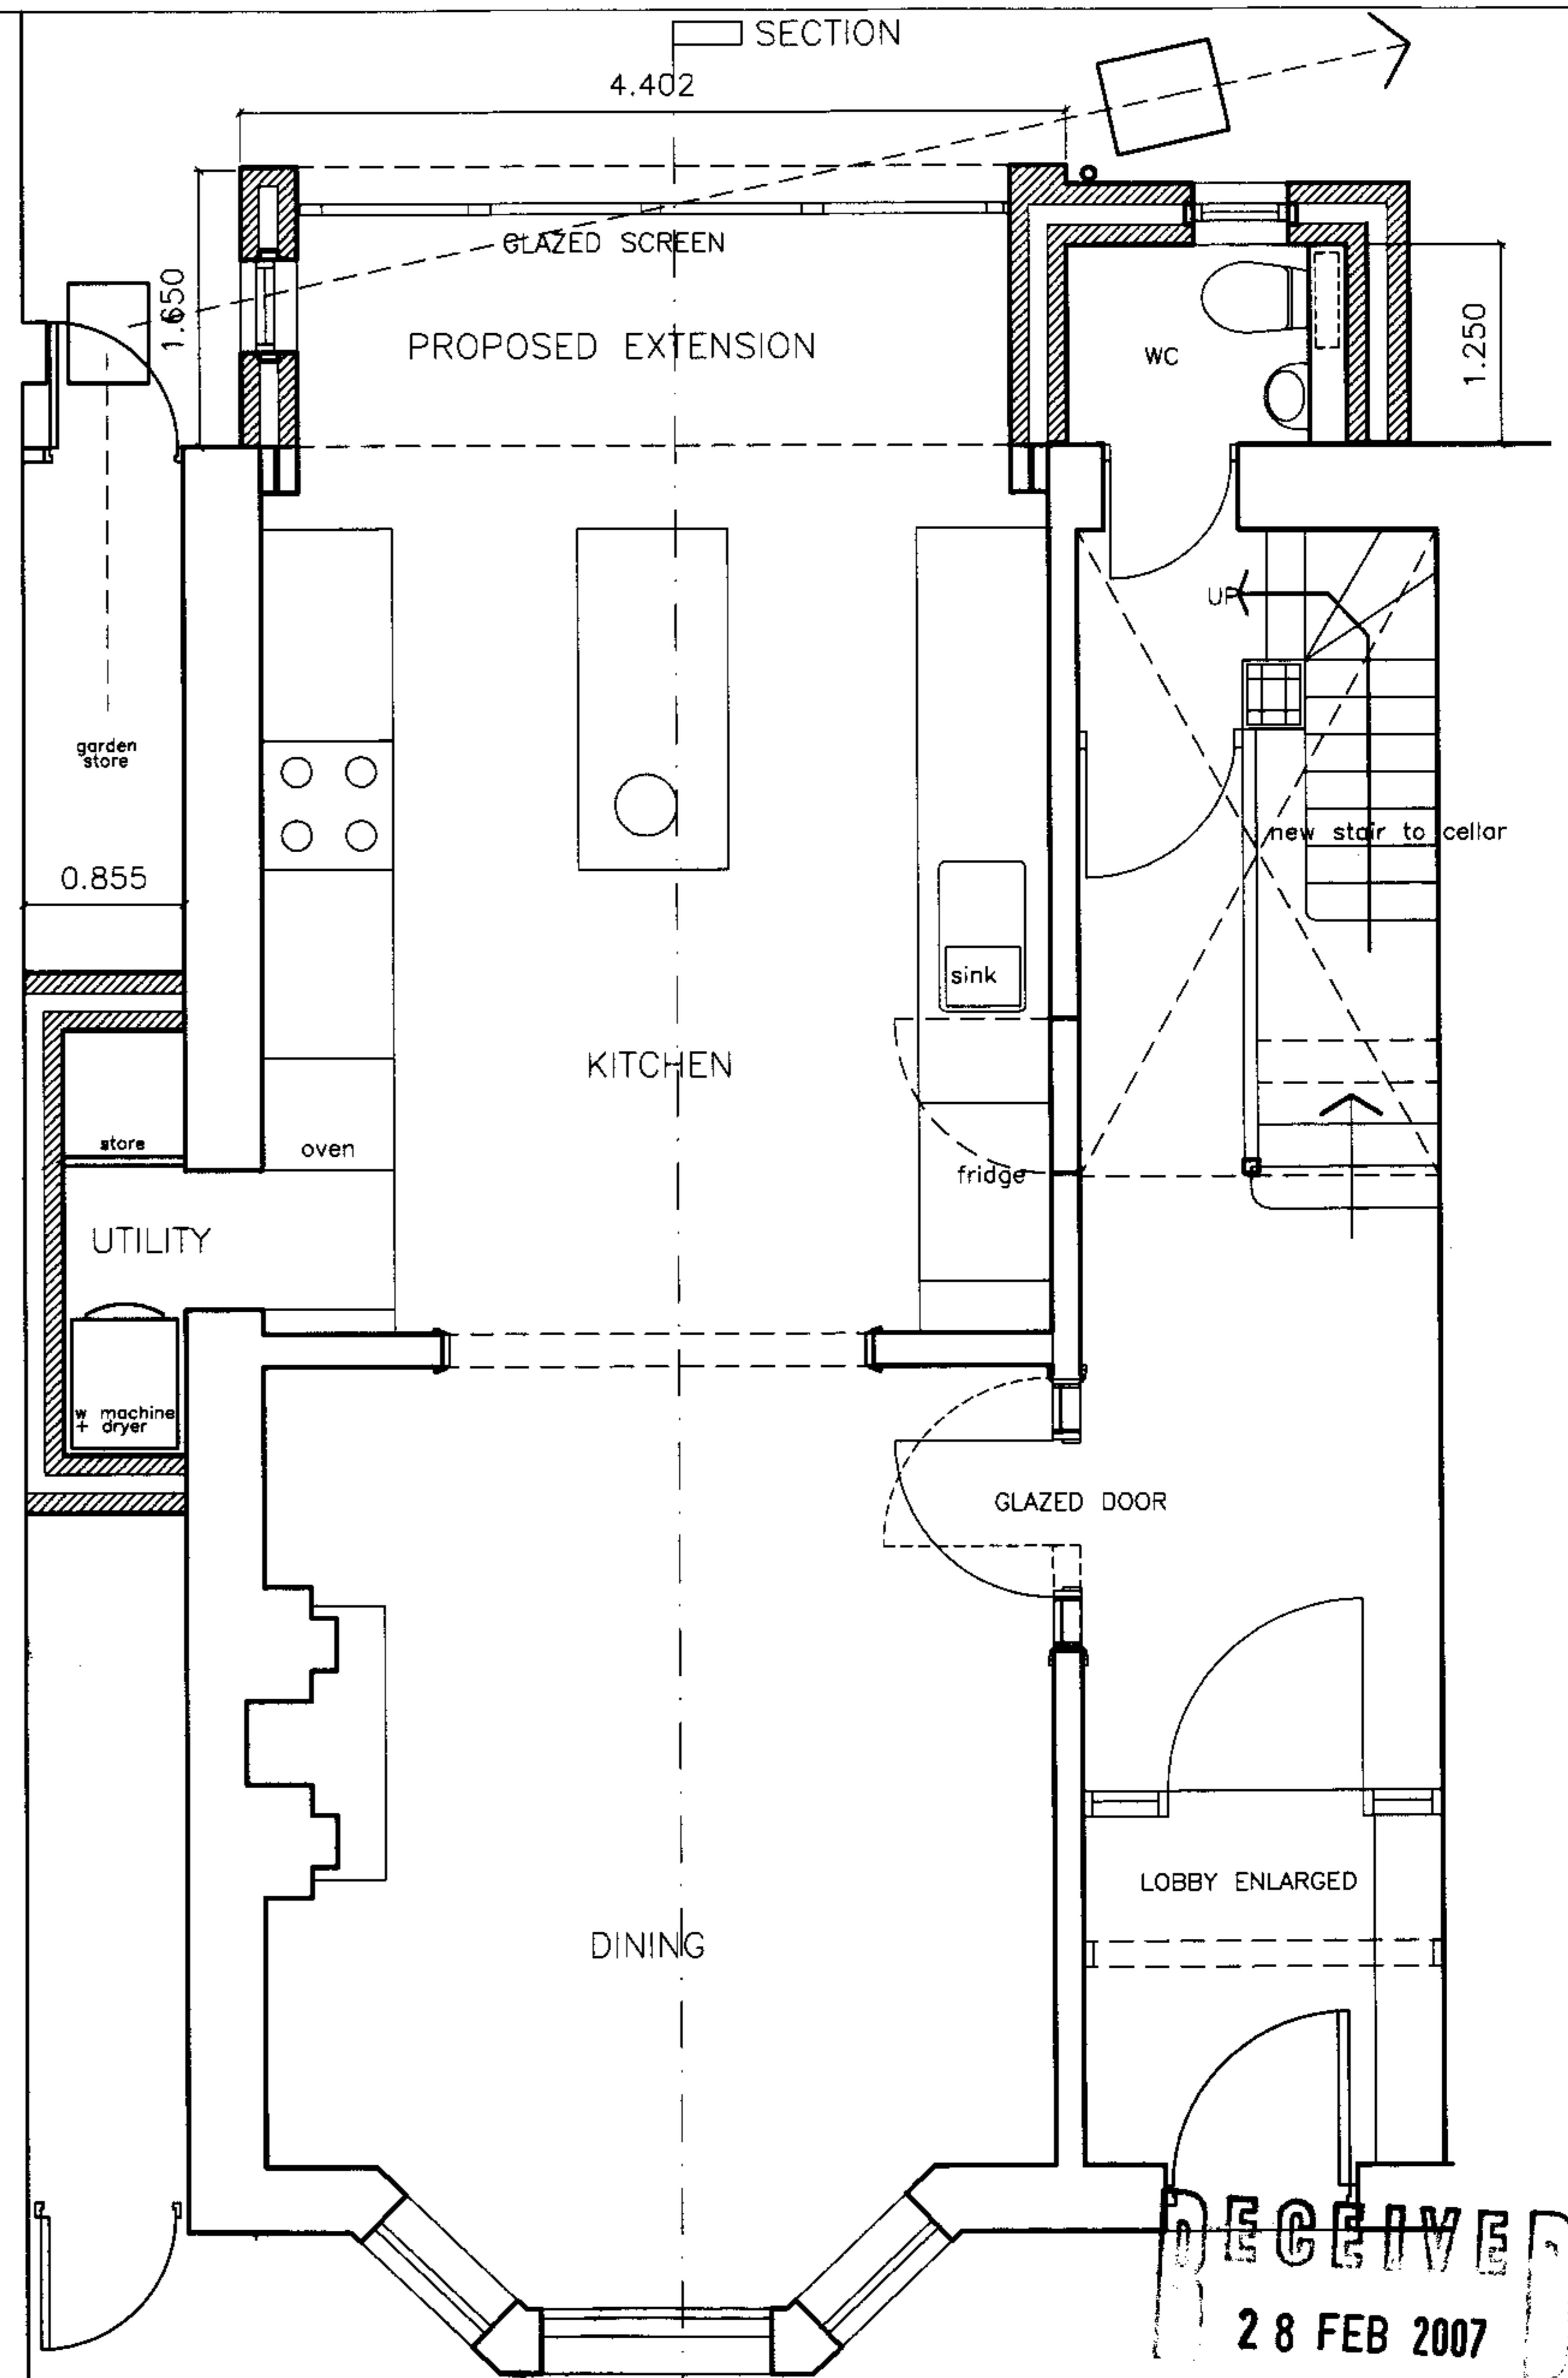 SECTION
4.402
GLAZED SCREEN
1.650
PROPOSED EXTENSION
WC
1.250
UP
garden
store
new stair to cellar
0.855
sink
KITCHEN
store
oven
fridge
UTILITY
w machine
+ dryer
GLAZED DOOR
LOBBY ENLARGED
DINING
RECEIVED
28 FEB 2007